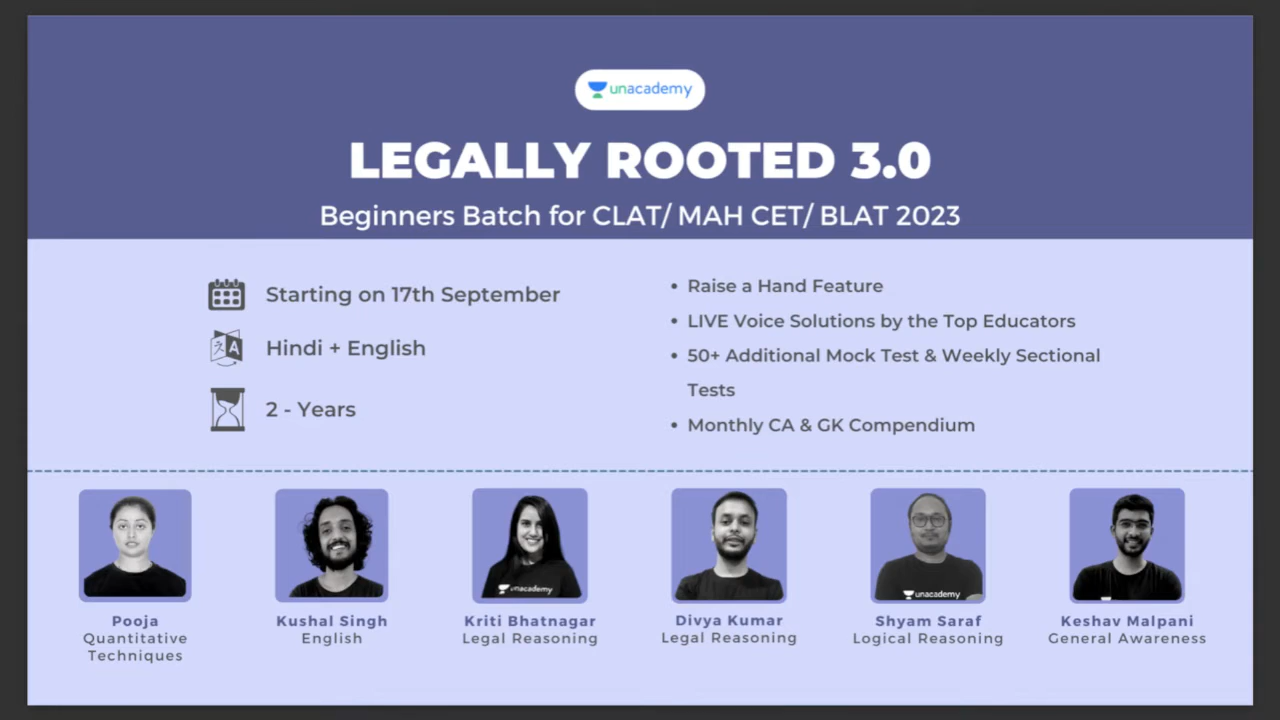 unacademy
LEGALLY ROOTED 3.0
Beginners Batch for CLAT/ MAH CET/ BLAT 2023
Starting on 17th September
Hindi + English
2 - Years
• Raise a Hand Feature
• LIVE Voice Solutions by the Top Educators
• 50+ Additional Mock Test & Weekly Sectional
Tests
• Monthly CA & GK Compendium
Pooja
Quantitative
Techniques
Kushal Singh
English
unacademy
Kriti Bhatnagar
Legal Reasoning
Divya Kumar
Legal Reasoning
unacademy
Shyam Saraf
Logical Reasoning
Keshav Malpani
General Awareness